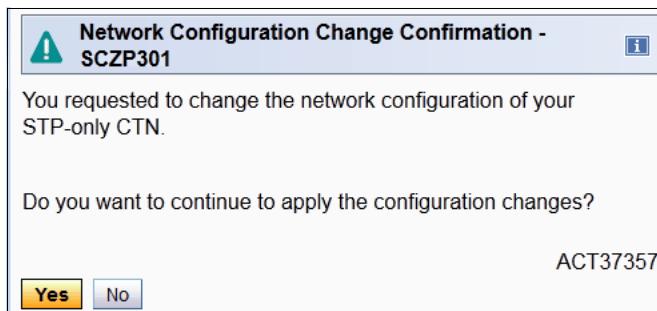 Network Configuration Change Confirmation -
SCZP301
i
You requested to change the network configuration of your
STP-only CTN.
Do you want to continue to apply the configuration changes?
ACT37357
Yes No